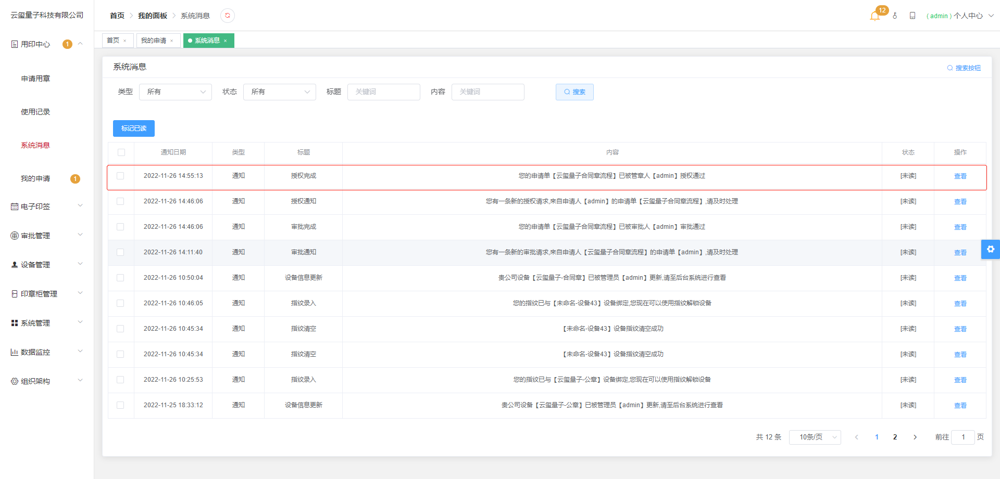 云玺量子科技有限公司
首页 我的面板 系统消息
12
( admin ) 个人中心
用印中心 1
申请用章
使用记录
系统消息
我的申请 1
电子印签
审批管理
设备管理
印章柜管理
系统管理
数据监控
组织架构
首页 × 我的申请 × 系统消息 ×
系统消息
搜索按钮
类型 所有 状态 所有 标题 关键词 内容 关键词 搜索
标记已读
通知日期 类型 标题 内容 状态 操作
2022-11-26 14:55:13 通知 授权完成 您的申请单【云玺量子合同章流程】已被管章人【admin】授权通过 [未读] 查看
2022-11-26 14:46:06 通知 授权通知 您有一条新的授权请求,来自申请人【admin】的申请单【云玺量子合同章流程】,请及时处理 [未读] 查看
2022-11-26 14:46:06 通知 审批完成 您的申请单【云玺量子合同章流程】已被审批人【admin】审批通过 [未读] 查看
2022-11-26 14:11:40 通知 审批通知 您有一条新的审批请求,来自申请人【云玺量子合同章流程】的申请单【admin】,请及时处理 [未读] 查看
2022-11-26 10:50:04 通知 设备信息更新 贵公司设备【云玺量子-合同章】已被管理员【admin】更新,请至后台系统进行查看 [未读] 查看
2022-11-26 10:46:05 通知 指纹录入 您的指纹已与【未命名-设备43】设备绑定,您现在可以使用指纹解锁设备 [未读] 查看
2022-11-26 10:45:34 通知 指纹清空 【未命名-设备43】设备指纹清空成功 [未读] 查看
2022-11-26 10:45:34 通知 指纹清空 【未命名-设备43】设备指纹清空成功 [未读] 查看
2022-11-26 10:25:53 通知 指纹录入 您的指纹已与【云玺量子-公章】设备绑定,您现在可以使用指纹解锁设备 [未读] 查看
2022-11-25 18:33:12 通知 设备信息更新 贵公司设备【云玺量子-公章】已被管理员【admin】更新,请至后台系统进行查看 [未读] 查看
共 12 条 10条/页 1 2 前往 1 页